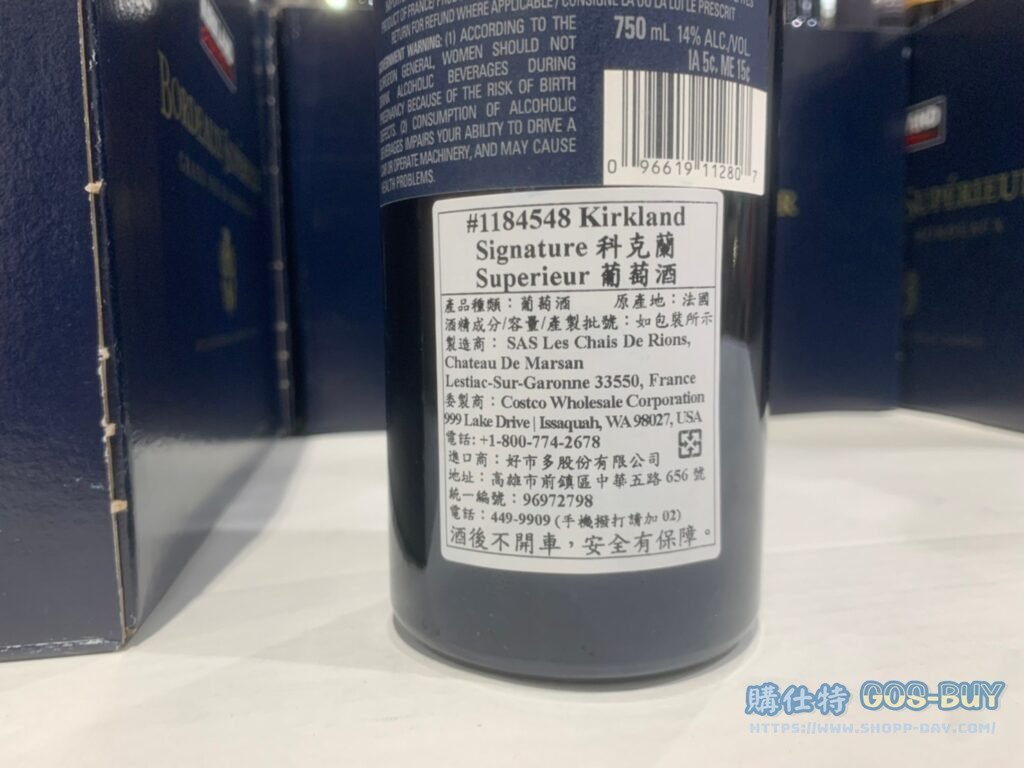 BORDEAUX
PRODUCT OF FRANCE
RETURN FOR REFUND WHERE APPLICABLE / CONSIGNE LÀ OÙ LA LOI LE PRESCRIT
GOVERNMENT WARNING: (1) ACCORDING TO THE
SURGEON GENERAL, WOMEN SHOULD NOT
DRINK ALCOHOLIC BEVERAGES DURING
PREGNANCY BECAUSE OF THE RISK OF BIRTH
DEFECTS. (2) CONSUMPTION OF ALCOHOLIC
BEVERAGES IMPAIRS YOUR ABILITY TO DRIVE A
CAR OR OPERATE MACHINERY, AND MAY CAUSE
HEALTH PROBLEMS.
750 mL 14% ALC./VOL
IA 5¢, ME 15¢
0 96619 11280 7
#1184548 Kirkland
Signature 科克蘭
Superieur 葡萄酒
產品種類：葡萄酒 原產地：法國
酒精成分/容量/產製批號：如包裝所示
製造商：SAS Les Chais De Rions,
Chateau De Marsan
Lestiac-Sur-Garonne 33550, France
委製商：Costco Wholesale Corporation
999 Lake Drive | Issaquah, WA 98027, USA
電話: +1-800-774-2678
進口商：好市多股份有限公司
地址：高雄市前鎮區中華五路 656 號
統一編號：96972798
電話：449-9909 (手機撥打請加 02)
酒後不開車，安全有保障。
SUPÉRIEUR
購仕特 GOS-BUY
HTTPS://WWW.SHOPP-DAY.COM/